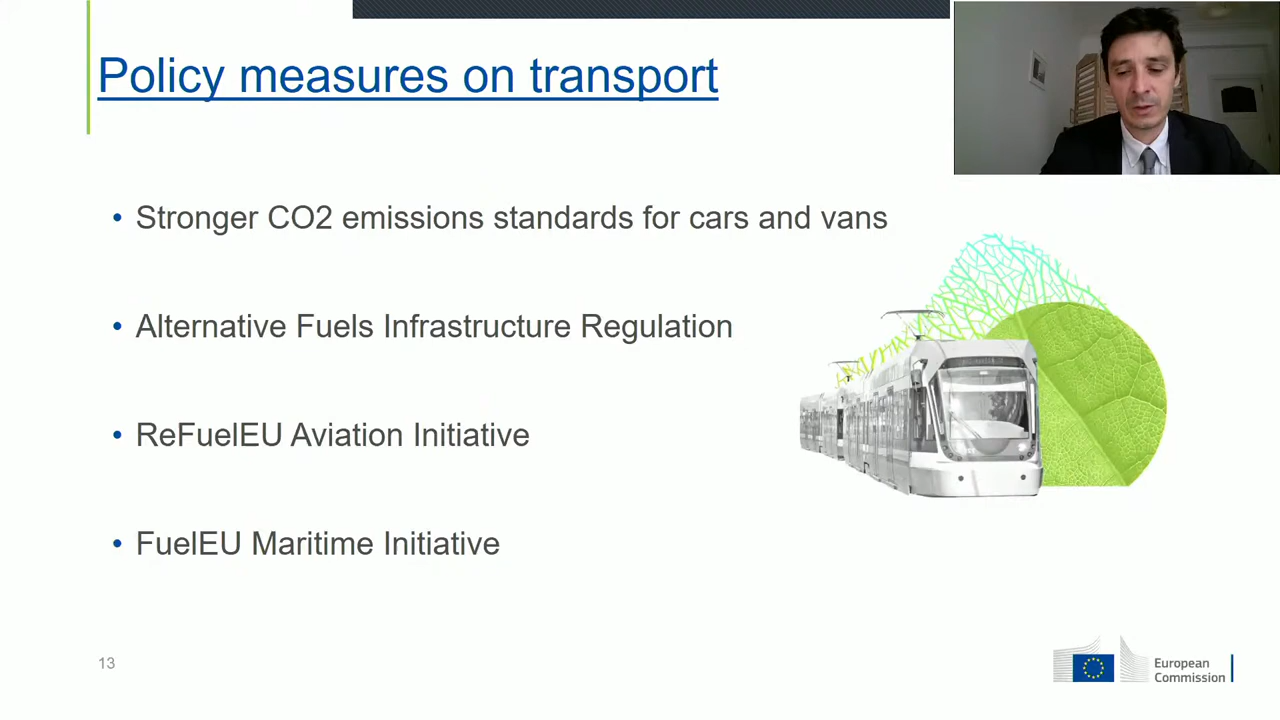 Policy measures on transport
• Stronger CO2 emissions standards for cars and vans
• Alternative Fuels Infrastructure Regulation
• ReFuelEU Aviation Initiative
• FuelEU Maritime Initiative
13
European
Commission